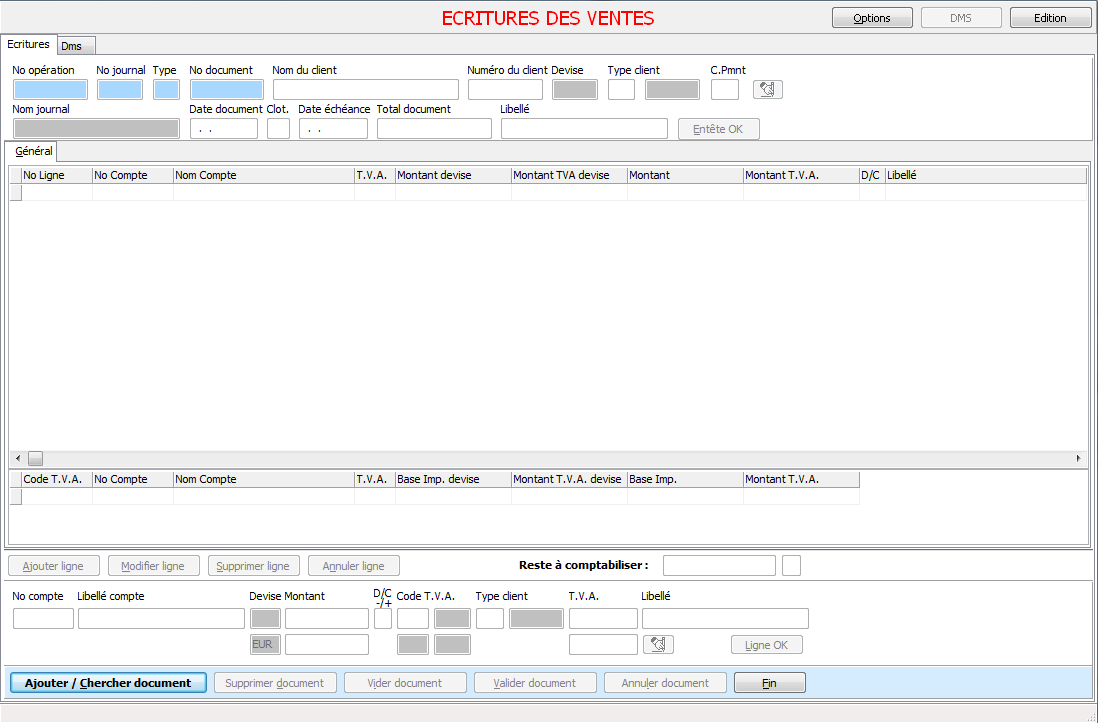 ECRITURES DES VENTES
Options DMS Edition
Ecritures Dms
No opération No journal Type No document Nom du client Numéro du client Devise Type client C.Pmnt
Nom journal Date document Clot. Date échéance Total document Libellé
. . . . Entête OK
Général
No Ligne No Compte Nom Compte T.V.A. Montant devise Montant TVA devise Montant Montant T.V.A. D/C Libellé
Code T.V.A. No Compte Nom Compte T.V.A. Base Imp. devise Montant T.V.A. devise Base Imp. Montant T.V.A.
Ajouter ligne Modifier ligne Supprimer ligne Annuler ligne Reste à comptabiliser :
No compte Libellé compte Devise Montant D/C -/+ Code T.V.A. Type client T.V.A. Libellé
EUR Ligne OK
Ajouter / Chercher document Supprimer document Vider document Valider document Annuler document Fin